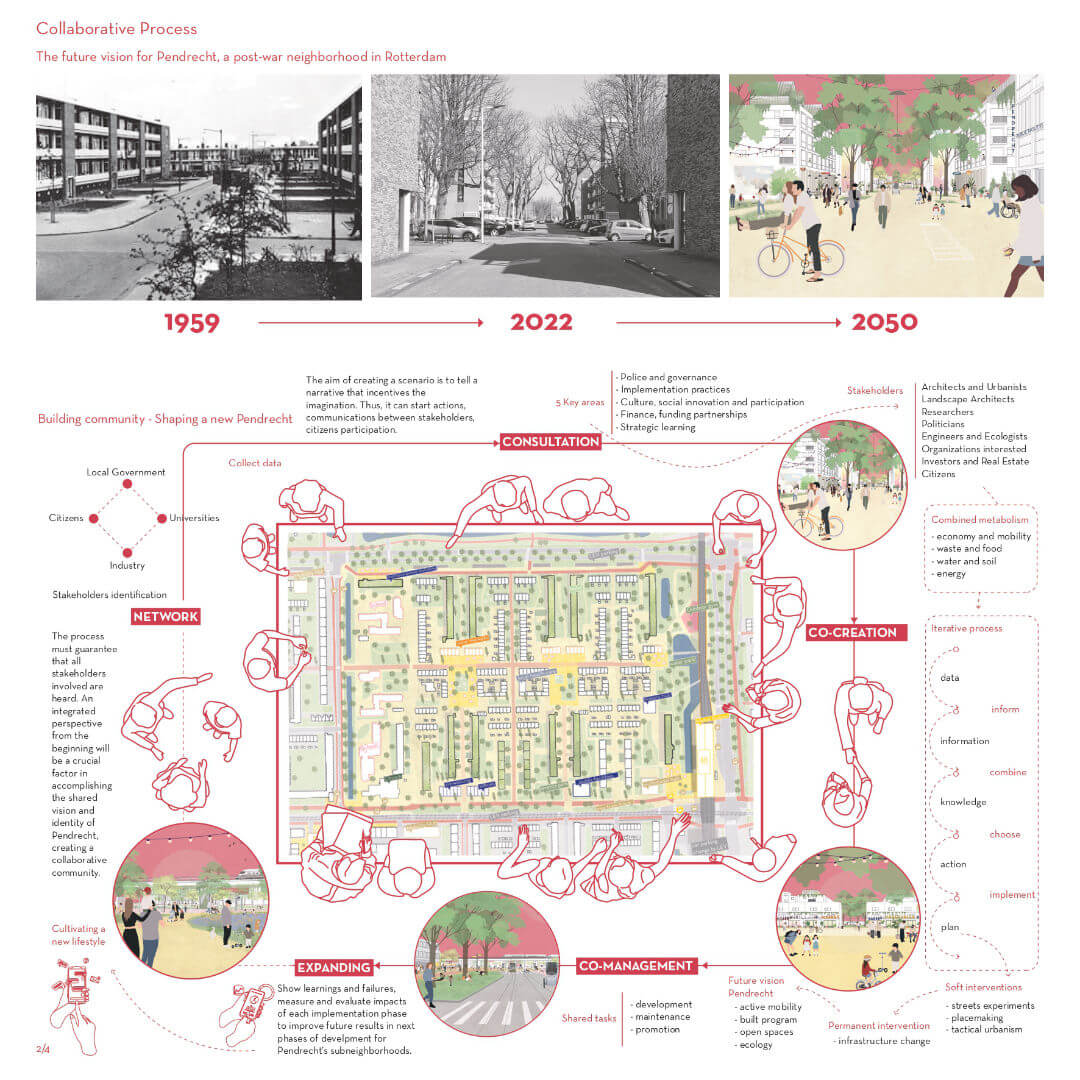 Collaborative Process
The future vision for Pendrecht, a post-war neighborhood in Rotterdam
1959
2022
2050
Building community - Shaping a new Pendrecht
The aim of creating a scenario is to tell a
narrative that incentives the
imagination. Thus, it can start actions,
communications between stakeholders,
citizens participation.
5 Key areas
- Police and governance
- Implementation practices
- Culture, social innovation and participation
- Finance, funding partnerships
- Strategic learning
Stakeholders
Architects and Urbanists
Landscape Architects
Researchers
Politicians
Engineers and Ecologists
Organizations interested
Investors and Real Estate
Citizens
CONSULTATION
Collect data
Local Government
Citizens
Universities
Industry
Stakeholders identification
NETWORK
The process
must guarantee
that all
stakeholders
involved are
heard. An
integrated
perspective
from the
beginning will
be a crucial
factor in
accomplishing
the shared
vision and
identity of
Pendrecht,
creating a
collaborative
community.
Combined metabolism
- economy and mobility
- waste and food
- water and soil
- energy
CO-CREATION
Iterative process
data
inform
information
combine
knowledge
choose
action
implement
plan
Cultivating a
new lifestyle
EXPANDING
Show learnings and failures,
measure and evaluate impacts
of each implementation phase
to improve future results in next
phases of develpment for
Pendrecht's subneighborhoods.
CO-MANAGEMENT
Shared tasks
- development
- maintenance
- promotion
Future vision
Pendrecht
- active mobility
- built program
- open spaces
- ecology
Permanent intervention
- infrastructure change
Soft interventions
- streets experiments
- placemaking
- tactical urbanism
2/4